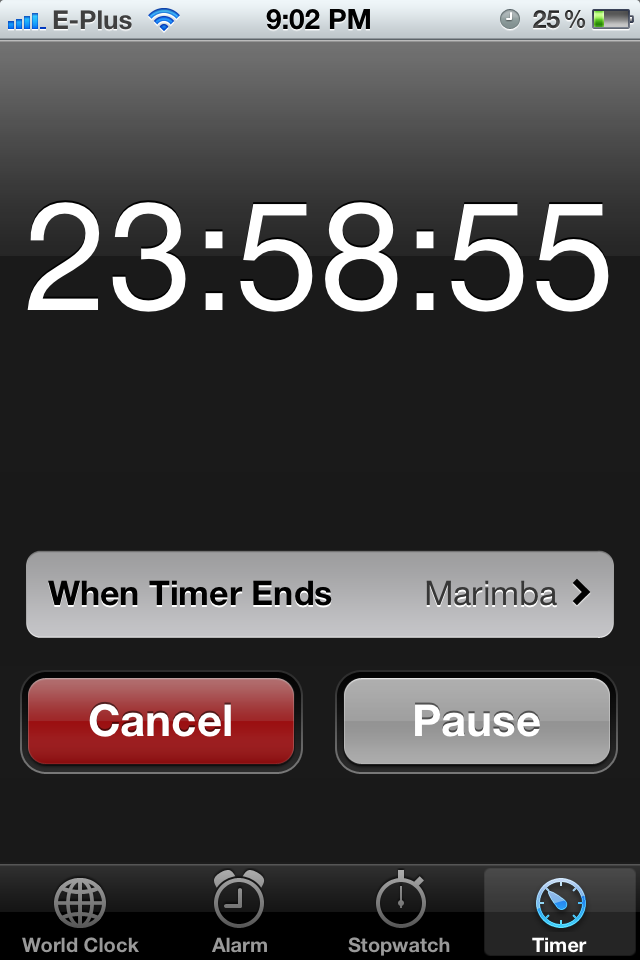 E-Plus 9:02 PM 25 %
23:58:55
When Timer Ends Marimba
Cancel Pause
World Clock Alarm Stopwatch Timer